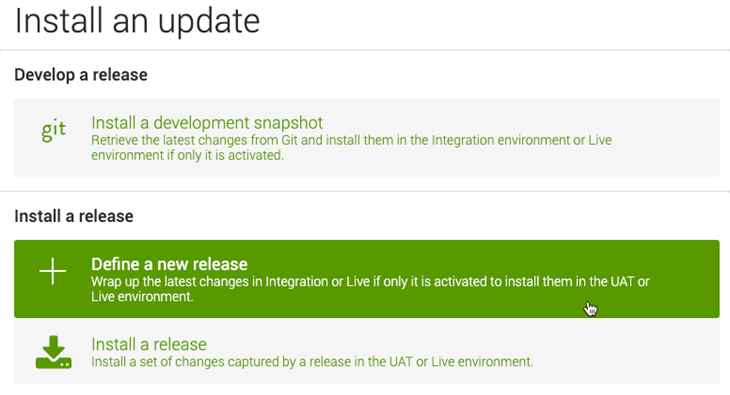 Install an update
Develop a release
git
Install a development snapshot
Retrieve the latest changes from Git and install them in the Integration environment or Live
environment if only it is activated.
Install a release
Define a new release
Wrap up the latest changes in Integration or Live if only it is activated to install them in the UAT or
Live environment.
Install a release
Install a set of changes captured by a release in the UAT or Live environment.